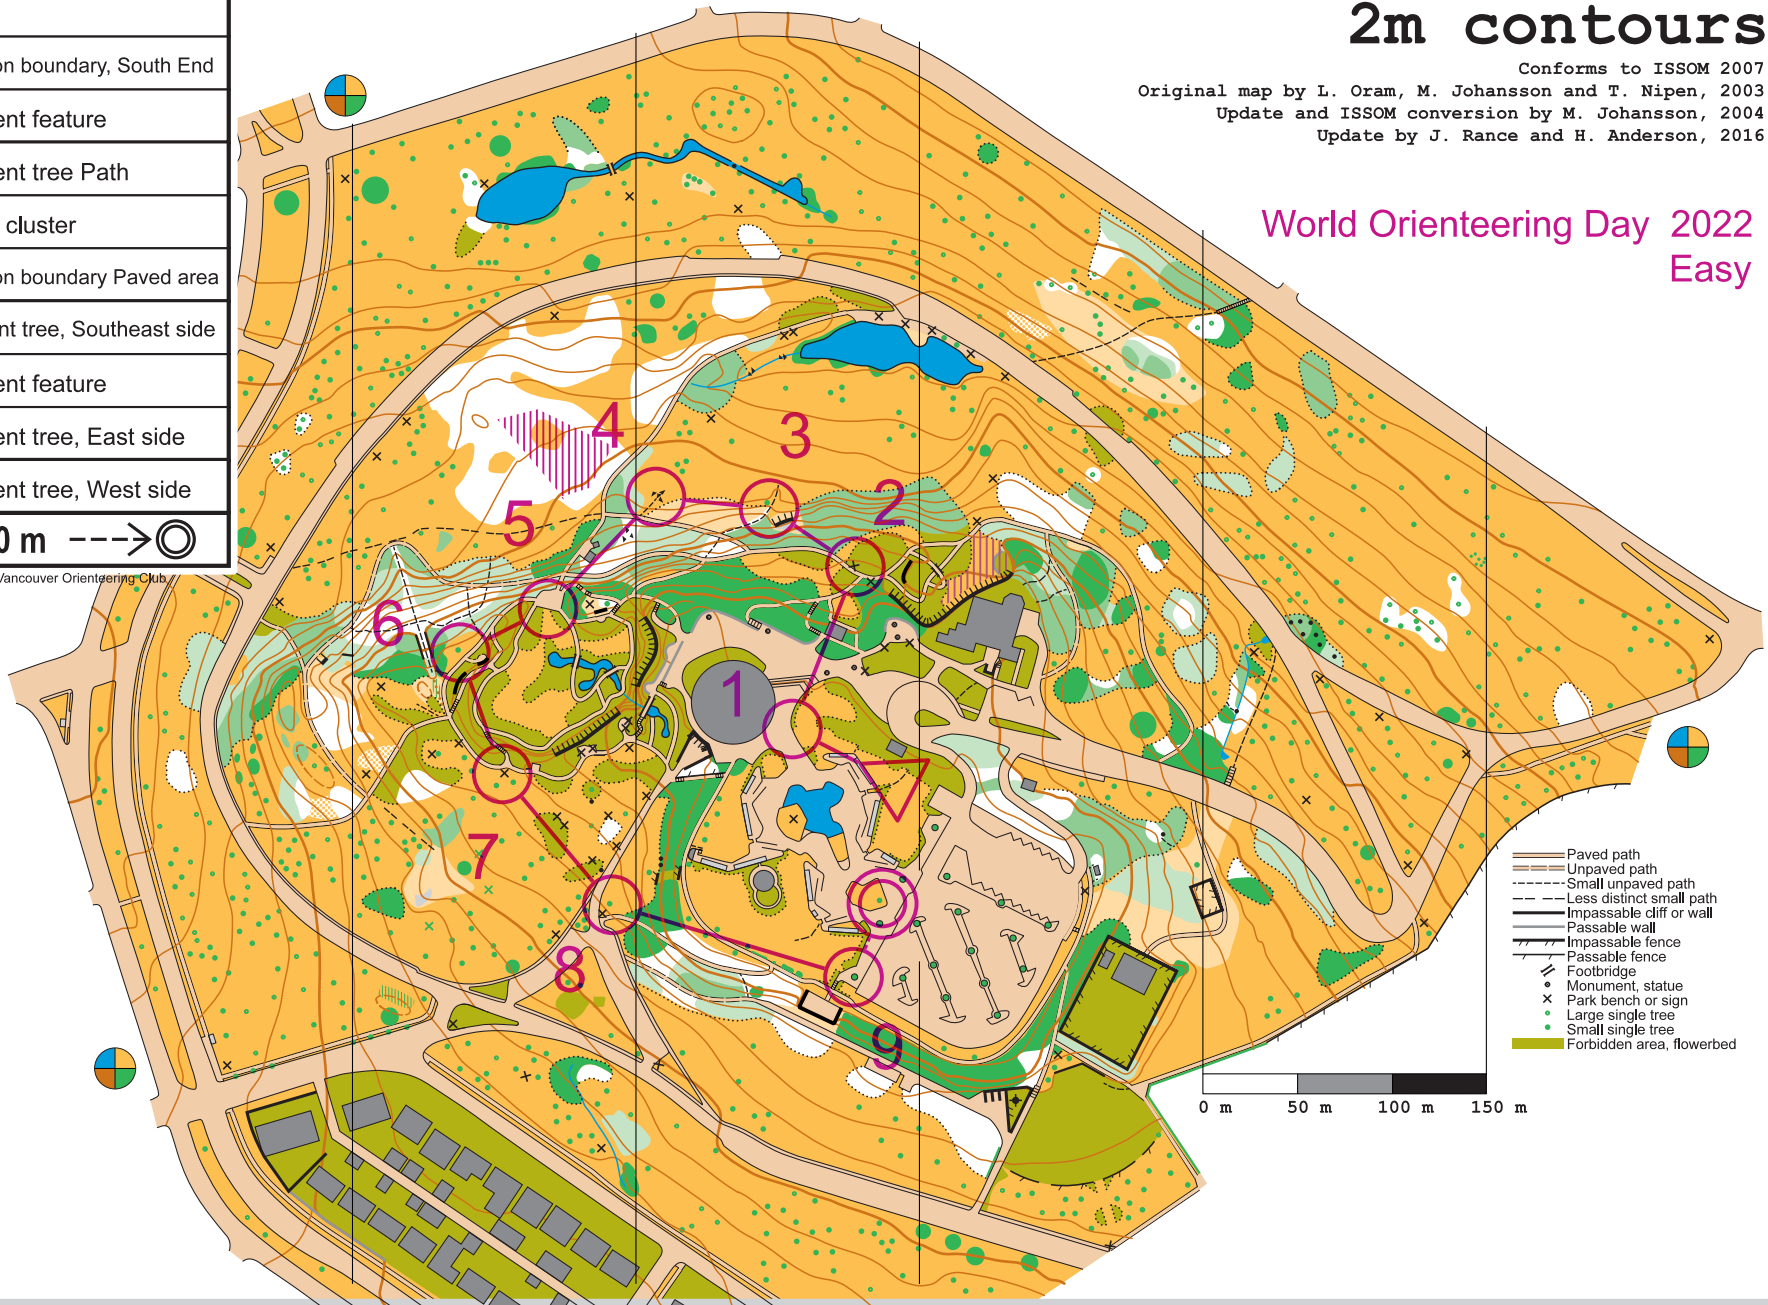 on boundary, South End
ent feature
ent tree Path
cluster
on boundary Paved area
nt tree, Southeast side
ent feature
ent tree, East side
ent tree, West side
0 m
Vancouver Orienteering Club
2m contours
Conforms to ISSOM 2007
Original map by L. Oram, M. Johansson and T. Nipen, 2003
Update and ISSOM conversion by M. Johansson, 2004
Update by J. Rance and H. Anderson, 2016
World Orienteering Day 2022
Easy
4
3
2
5
6
1
7
8
9
Paved path
Unpaved path
Small unpaved path
Less distinct small path
Impassable cliff or wall
Passable wall
Impassable fence
Passable fence
Footbridge
Monument, statue
Park bench or sign
Large single tree
Small single tree
Forbidden area, flowerbed
0 m 50 m 100 m 150 m